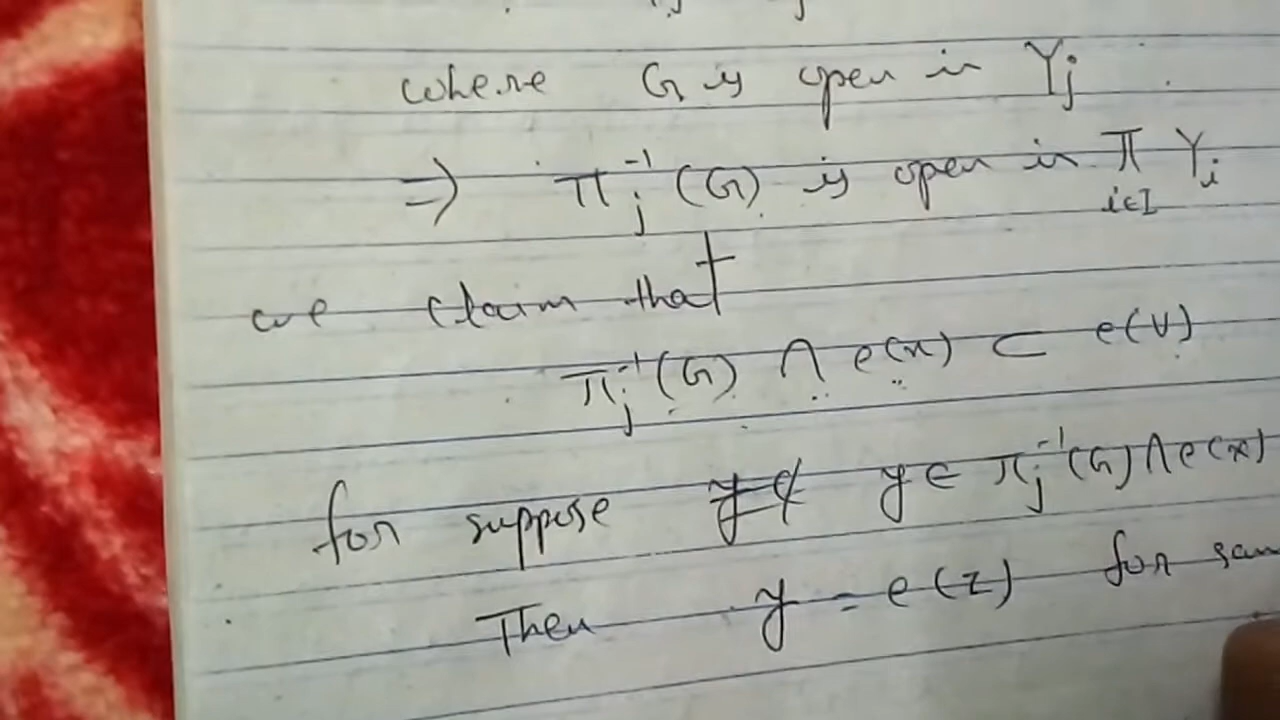 where G is open in Yj.
⇒ πj⁻¹(G) is open in π Yi
i∈I
we claim that
πj⁻¹(G) ∩ e(x) ⊂ e(V)
for suppose y∉ y ∈ πj⁻¹(G) ∩ e(x)
Then y = e(z) for